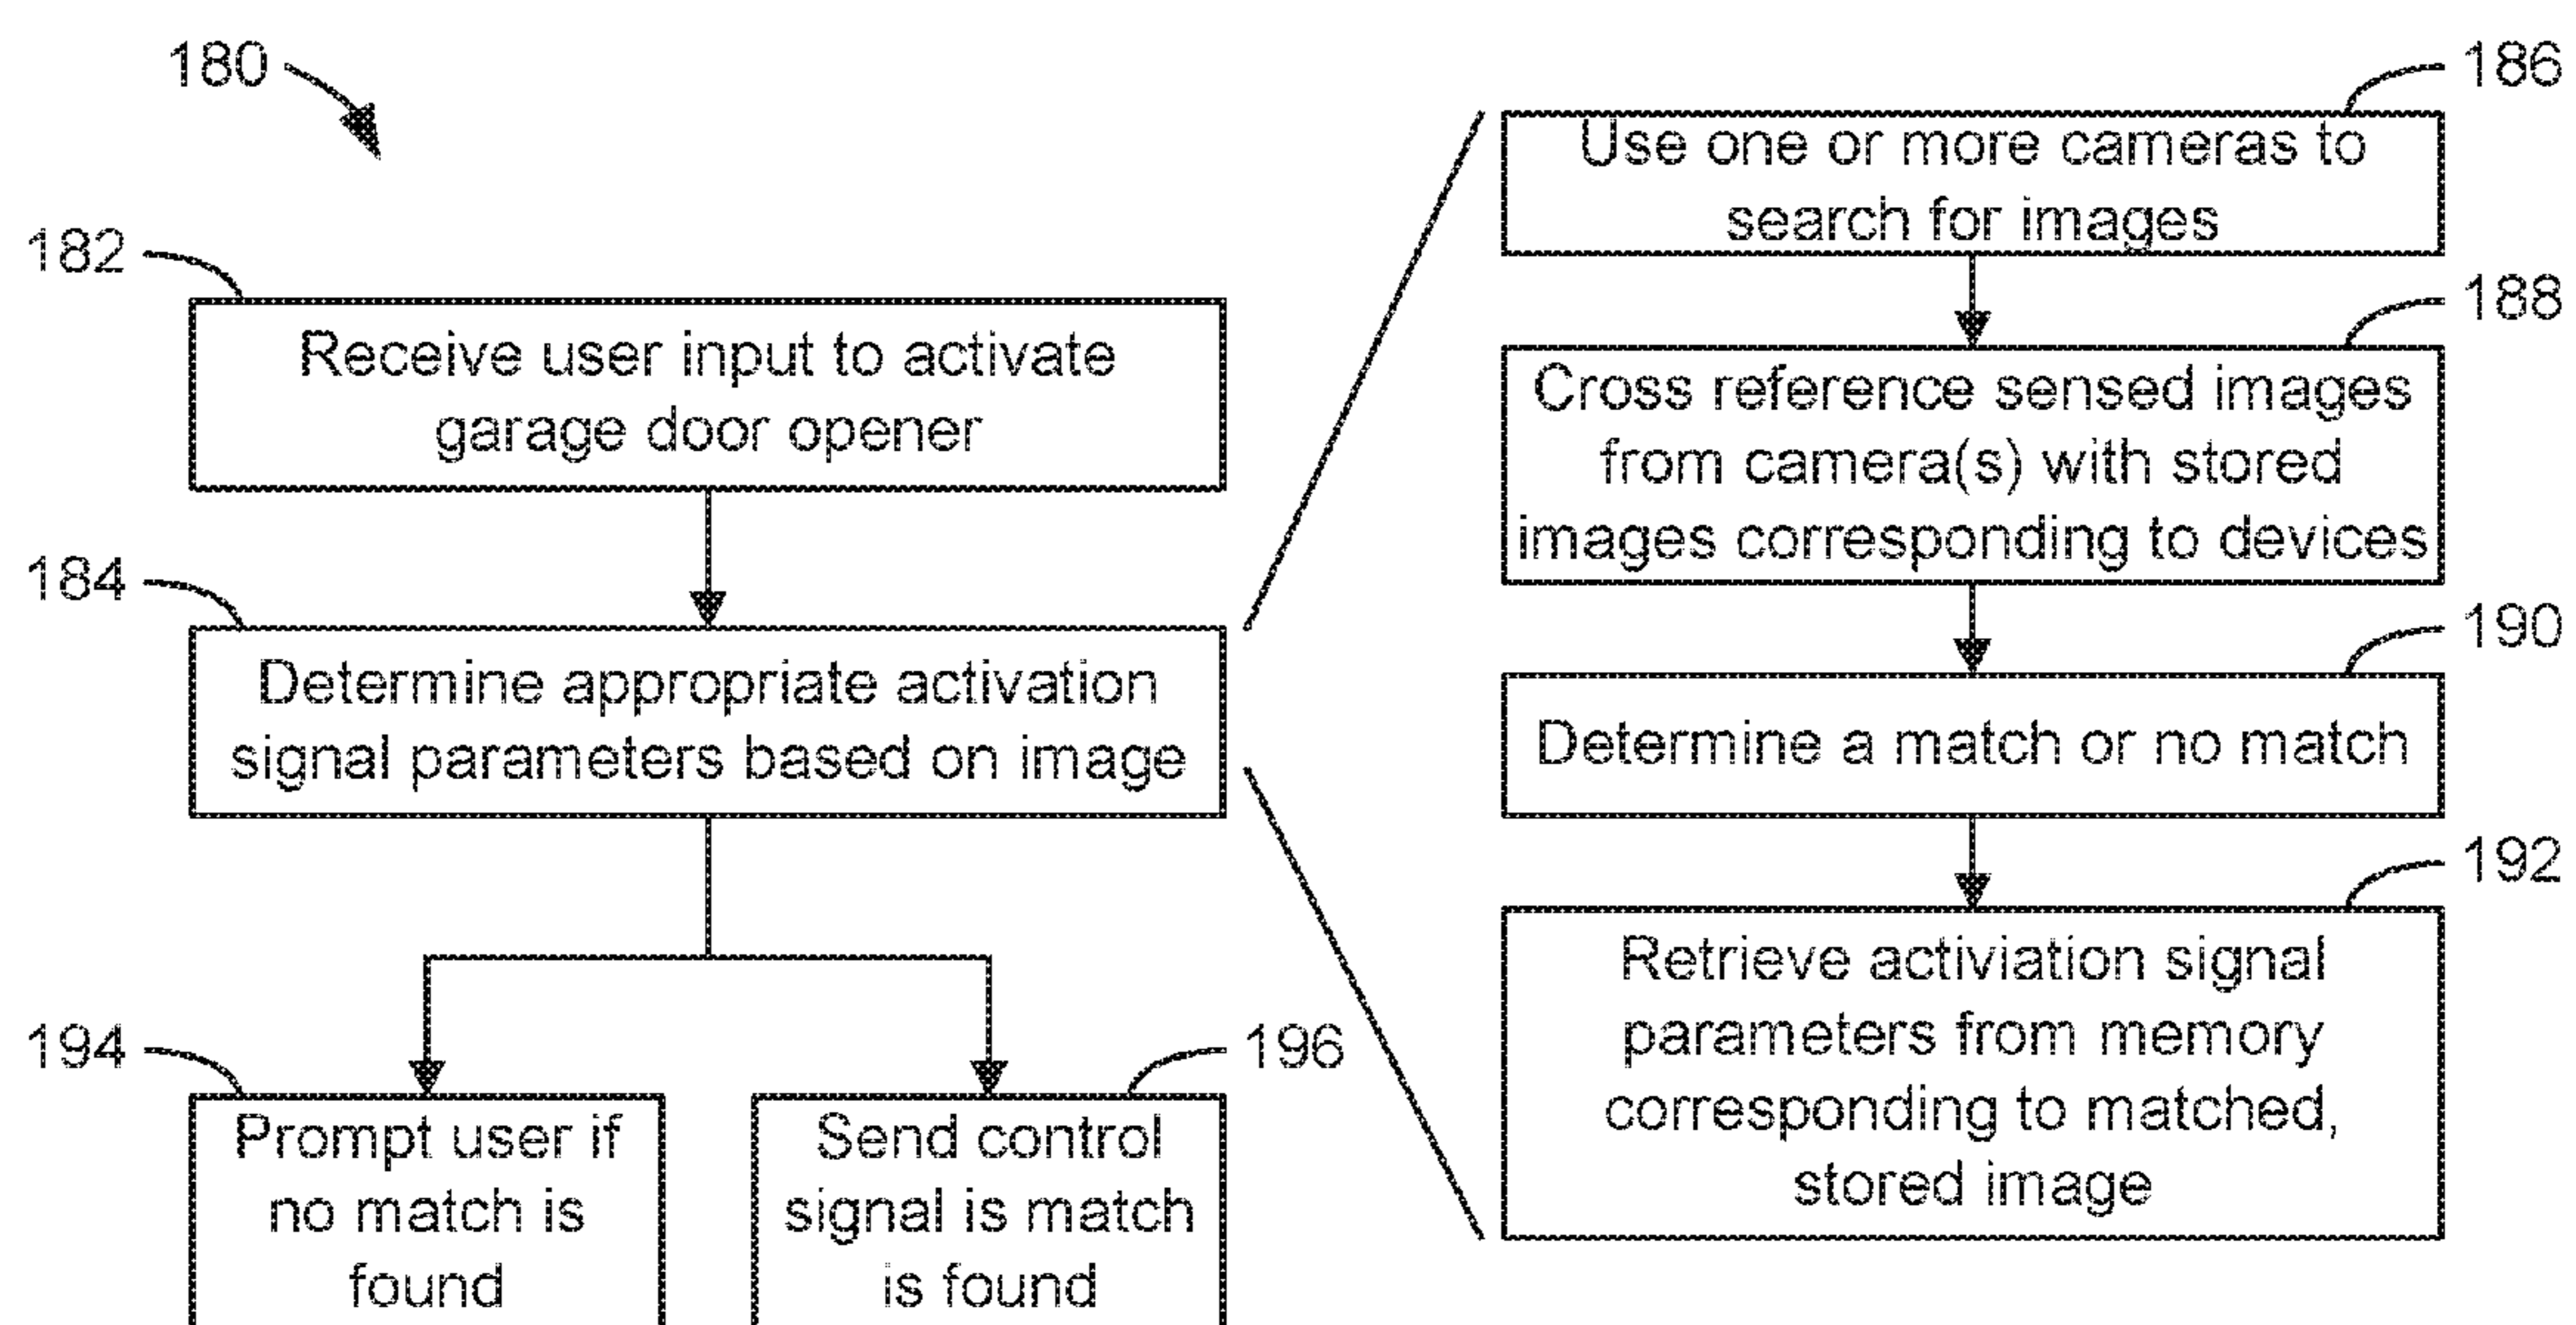 180
182
Receive user input to activate
garage door opener
184
Determine appropriate activation
signal parameters based on image
186
Use one or more cameras to
search for images
188
Cross reference sensed images
from camera(s) with stored
images corresponding to devices
190
Determine a match or no match
192
Retrieve activiation signal
parameters from memory
corresponding to matched,
stored image
194
Prompt user if
no match is
found
196
Send control
signal is match
is found